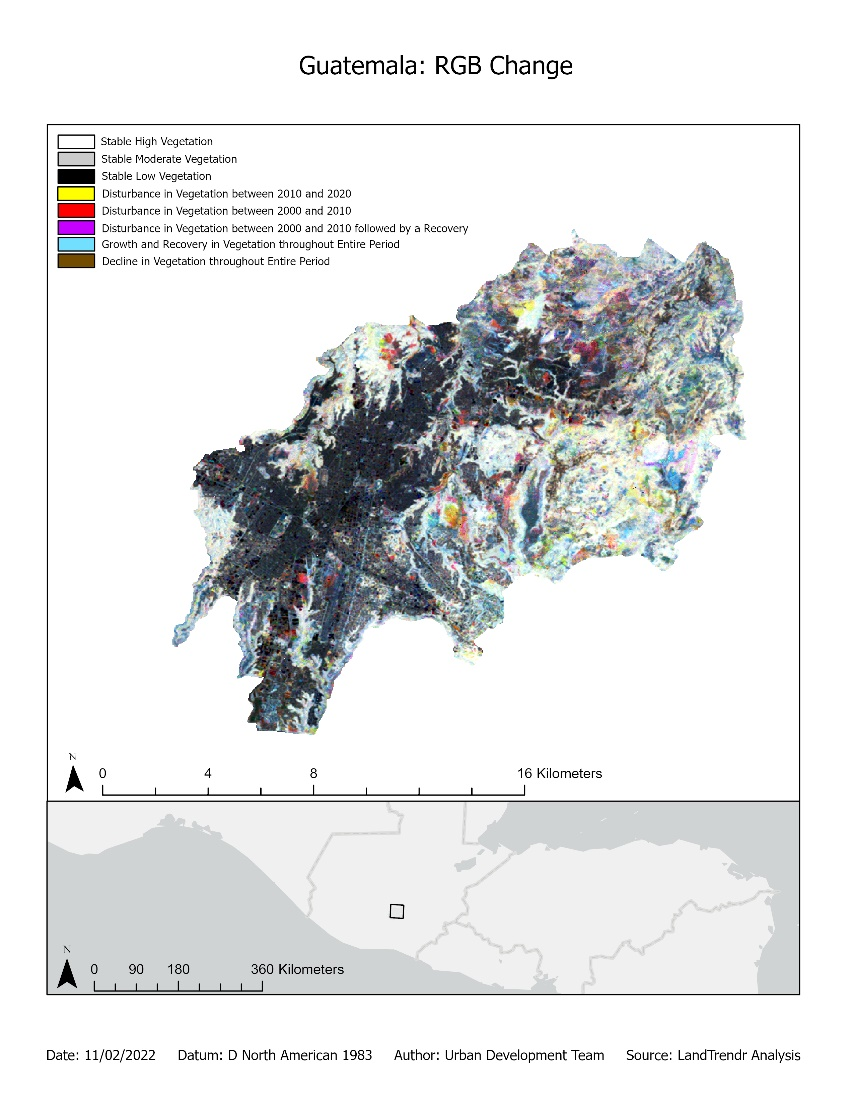 Guatemala: RGB Change
Stable High Vegetation
Stable Moderate Vegetation
Stable Low Vegetation
Disturbance in Vegetation between 2010 and 2020
Disturbance in Vegetation between 2000 and 2010
Disturbance in Vegetation between 2000 and 2010 followed by a Recovery
Growth and Recovery in Vegetation throughout Entire Period
Decline in Vegetation throughout Entire Period
N
0 4 8 16 Kilometers
N
0 90 180 360 Kilometers
Date: 11/02/2022 Datum: D North American 1983 Author: Urban Development Team Source: LandTrendr Analysis